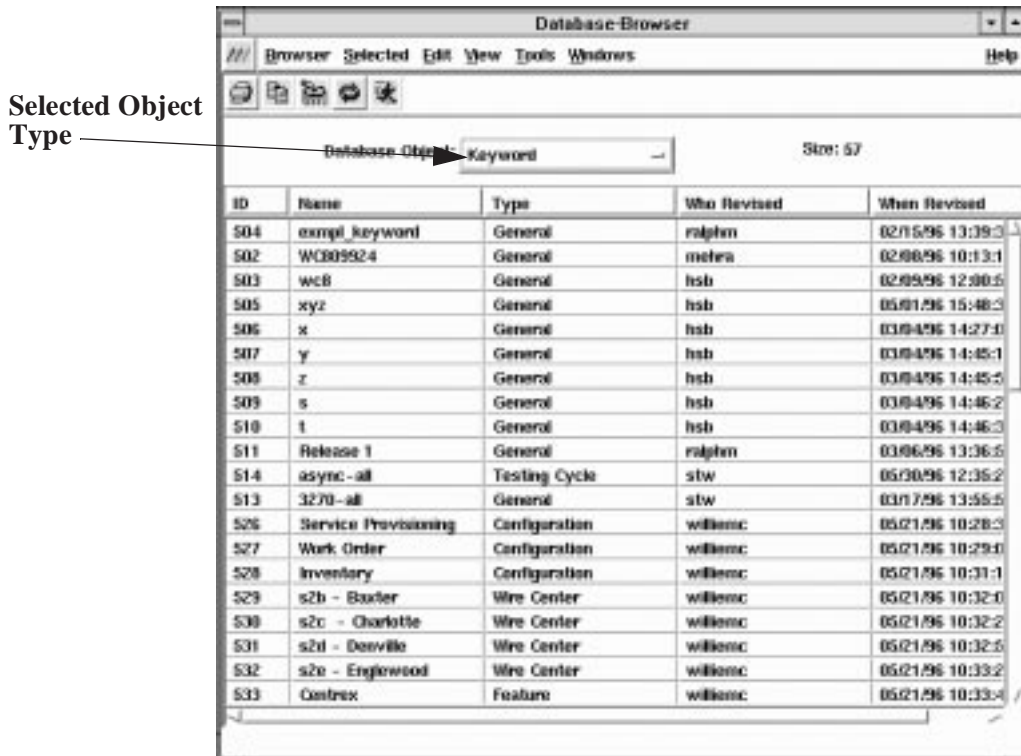 Database-Browser
Browser Selected Edit View Tools Windows Help
Selected Object
Type
Database Object: Keyword Size: 57
ID Name Type Who Revised When Revised
504 exmpl_keyword General ralphm 02/15/96 13:39:3
502 WC809924 General mehra 02/08/96 10:13:1
503 wc8 General hsb 02/09/96 12:00:5
505 xyz General hsb 05/01/96 15:48:3
506 x General hsb 03/04/96 14:27:0
507 y General hsb 03/04/96 14:45:1
508 z General hsb 03/04/96 14:45:5
509 s General hsb 03/04/96 14:46:2
510 t General hsb 03/04/96 14:46:3
511 Release 1 General ralphm 03/06/96 13:36:5
514 async-all Testing Cycle stw 05/30/96 12:35:2
513 3270-all General stw 03/17/96 13:55:5
526 Service Provisioning Configuration williemc 05/21/96 10:28:3
527 Work Order Configuration williemc 05/21/96 10:29:0
528 Inventory Configuration williemc 05/21/96 10:31:1
529 s2b - Baxter Wire Center williemc 05/21/96 10:32:0
530 s2c - Charlotte Wire Center williemc 05/21/96 10:32:2
531 s2d - Denville Wire Center williemc 05/21/96 10:32:5
532 s2e - Englewood Wire Center williemc 05/21/96 10:33:2
533 Centrex Feature williemc 05/21/96 10:33:4